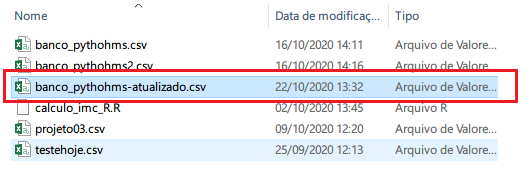 Nome Data de modificaç... Tipo
banco_pythohms.csv 16/10/2020 14:11 Arquivo de Valore...
banco_pythohms2.csv 16/10/2020 14:16 Arquivo de Valore...
banco_pythohms-atualizado.csv 22/10/2020 13:32 Arquivo de Valore...
calculo_imc_R.R 02/10/2020 13:45 Arquivo R
projeto03.csv 09/10/2020 12:20 Arquivo de Valore...
testehoje.csv 25/09/2020 12:13 Arquivo de Valore...